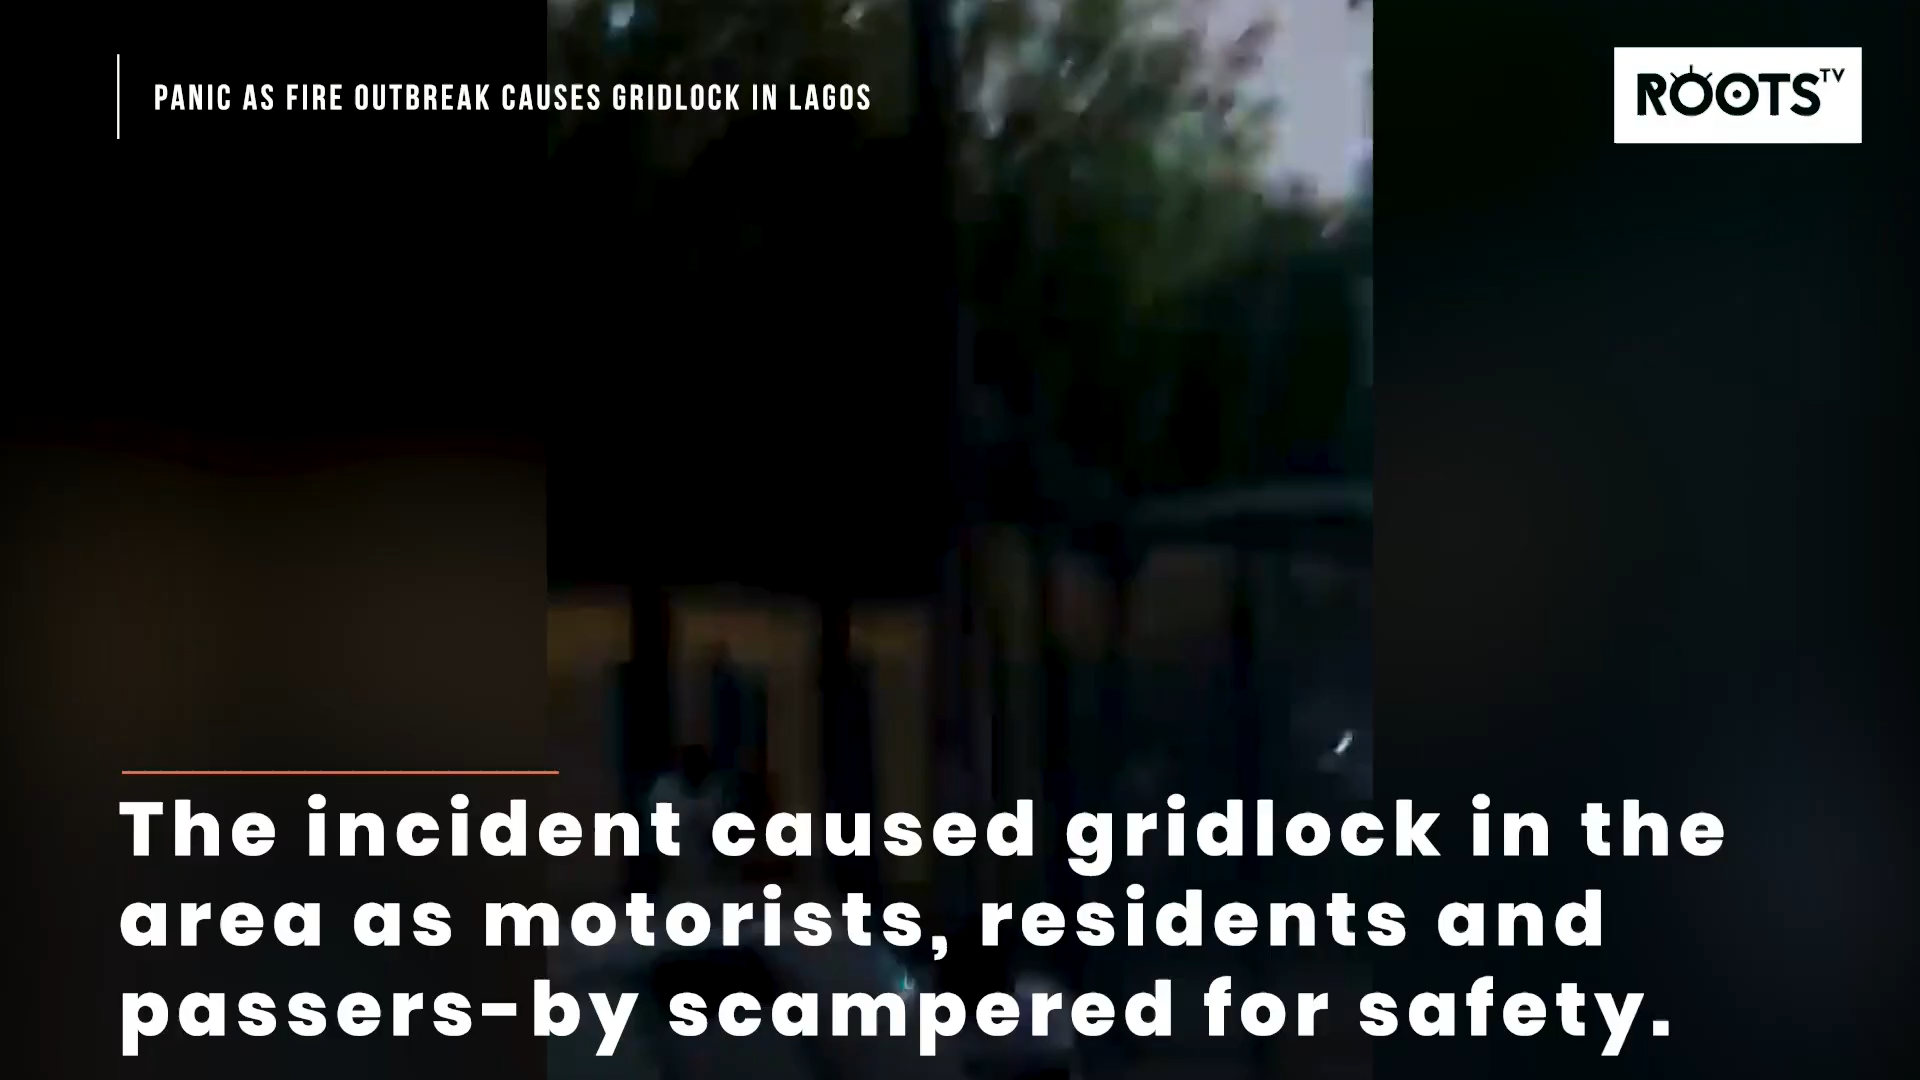 PANIC AS FIRE OUTBREAK CAUSES GRIDLOCK IN LAGOS
ROOTS TV
The incident caused gridlock in the
area as motorists, residents and
passers-by scampered for safety.